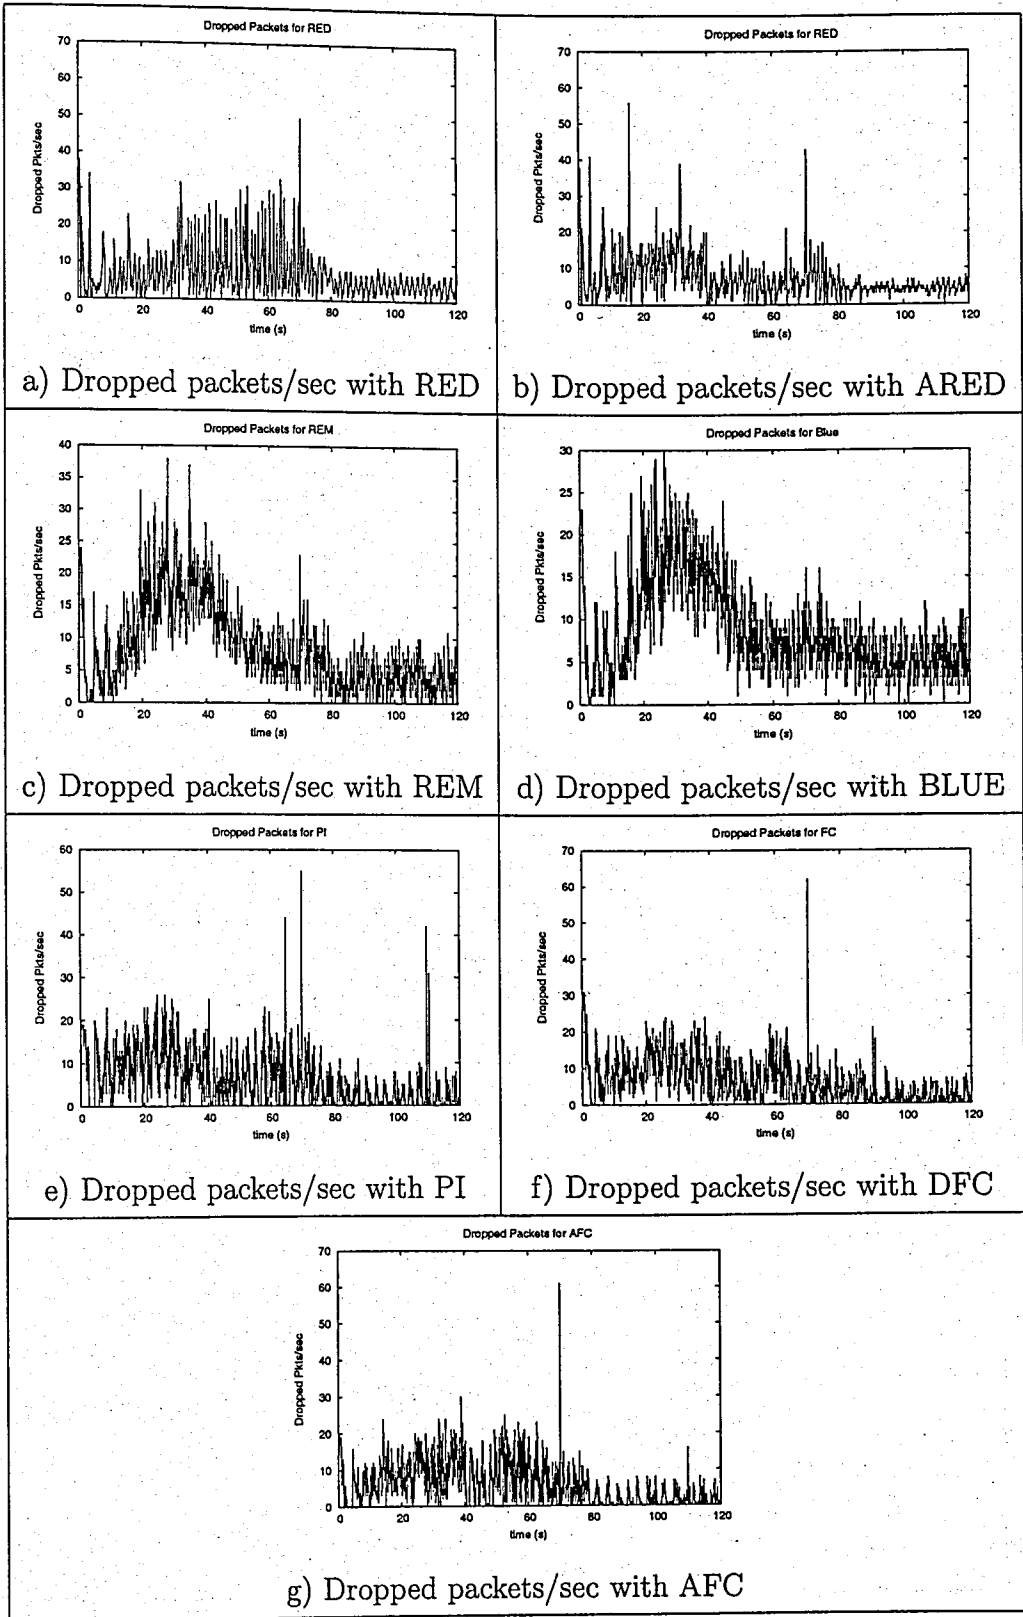 Dropped Packets for RED
70
60
50
40
30
20
10
0
Dropped Pkts/sec
0 20 40 60 80 100 120
time (s)
a) Dropped packets/sec with RED
Dropped Packets for RED
70
60
50
40
30
20
10
0
Dropped Pkts/sec
0 20 40 60 80 100 120
time (s)
b) Dropped packets/sec with ARED
Dropped Packets for REM
40
35
30
25
20
15
10
5
0
Dropped Pkts/sec
0 20 40 60 80 100 120
time (s)
c) Dropped packets/sec with REM
Dropped Packets for Blue
30
25
20
15
10
5
0
Dropped Pkts/sec
0 20 40 60 80 100 120
time (s)
d) Dropped packets/sec with BLUE
Dropped Packets for PI
60
50
40
30
20
10
0
Dropped Pkts/sec
0 20 40 60 80 100 120
time (s)
e) Dropped packets/sec with PI
Dropped Packets for FC
70
60
50
40
30
20
10
0
Dropped Pkts/sec
0 20 40 60 80 100 120
time (s)
f) Dropped packets/sec with DFC
Dropped Packets for AFC
70
60
50
40
30
20
10
0
Dropped Pkts/sec
0 20 40 60 80 100 120
time (s)
g) Dropped packets/sec with AFC